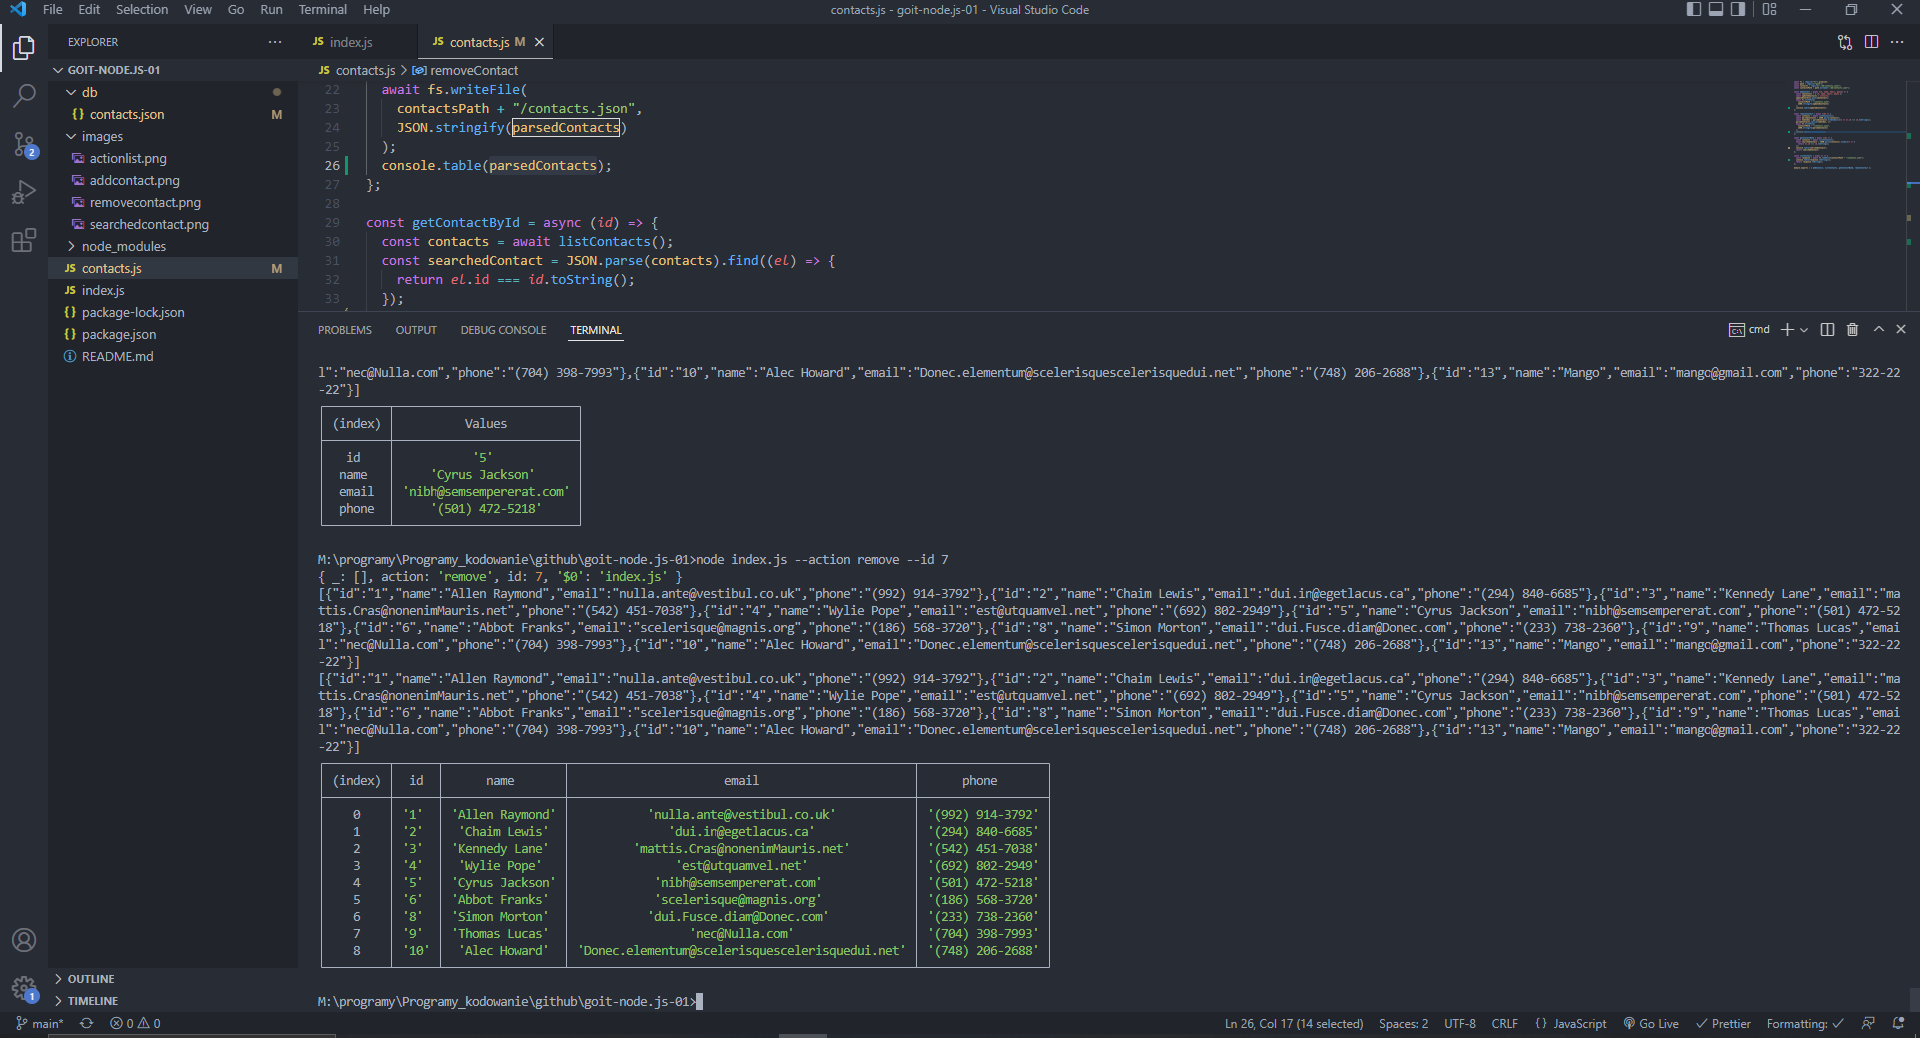 File Edit Selection View Go Run Terminal Help
contacts.js - goit-node.js-01 - Visual Studio Code
EXPLORER
GOIT-NODE.JS-01
db
contacts.json M
images
actionlist.png
addcontact.png
removecontact.png
searchedcontact.png
node_modules
contacts.js M
index.js
package-lock.json
package.json
README.md
OUTLINE
TIMELINE
2
1
JS index.js
JS contacts.js M
JS contacts.js > removeContact
22 await fs.writeFile(
23 contactsPath + "/contacts.json",
24 JSON.stringify(parsedContacts)
25 );
26 console.table(parsedContacts);
27 };
28
29 const getContactById = async (id) => {
30 const contacts = await listContacts();
31 const searchedContact = JSON.parse(contacts).find((el) => {
32 return el.id === id.toString();
33 });
PROBLEMS OUTPUT DEBUG CONSOLE TERMINAL
cmd
l":"nec@Nulla.com","phone":"(704) 398-7993"},{"id":"10","name":"Alec Howard","email":"Donec.elementum@scelerisquescelerisquedui.net","phone":"(748) 206-2688"},{"id":"13","name":"Mango","email":"mango@gmail.com","phone":"322-22
-22"}]
(index) Values
id '5'
name 'Cyrus Jackson'
email 'nibh@semsempererat.com'
phone '(501) 472-5218'
M:\programy\Programy_kodowanie\github\goit-node.js-01>node index.js --action remove --id 7
{ _: [], action: 'remove', id: 7, '$0': 'index.js' }
[{"id":"1","name":"Allen Raymond","email":"nulla.ante@vestibul.co.uk","phone":"(992) 914-3792"},{"id":"2","name":"Chaim Lewis","email":"dui.in@egetlacus.ca","phone":"(294) 840-6685"},{"id":"3","name":"Kennedy Lane","email":"ma
ttis.Cras@nonenimMauris.net","phone":"(542) 451-7038"},{"id":"4","name":"Wylie Pope","email":"est@utquamvel.net","phone":"(692) 802-2949"},{"id":"5","name":"Cyrus Jackson","email":"nibh@semsempererat.com","phone":"(501) 472-52
18"},{"id":"6","name":"Abbot Franks","email":"scelerisque@magnis.org","phone":"(186) 568-3720"},{"id":"8","name":"Simon Morton","email":"dui.Fusce.diam@Donec.com","phone":"(233) 738-2360"},{"id":"9","name":"Thomas Lucas","emai
l":"nec@Nulla.com","phone":"(704) 398-7993"},{"id":"10","name":"Alec Howard","email":"Donec.elementum@scelerisquescelerisquedui.net","phone":"(748) 206-2688"},{"id":"13","name":"Mango","email":"mango@gmail.com","phone":"322-22
-22"}]
[{"id":"1","name":"Allen Raymond","email":"nulla.ante@vestibul.co.uk","phone":"(992) 914-3792"},{"id":"2","name":"Chaim Lewis","email":"dui.in@egetlacus.ca","phone":"(294) 840-6685"},{"id":"3","name":"Kennedy Lane","email":"ma
ttis.Cras@nonenimMauris.net","phone":"(542) 451-7038"},{"id":"4","name":"Wylie Pope","email":"est@utquamvel.net","phone":"(692) 802-2949"},{"id":"5","name":"Cyrus Jackson","email":"nibh@semsempererat.com","phone":"(501) 472-52
18"},{"id":"6","name":"Abbot Franks","email":"scelerisque@magnis.org","phone":"(186) 568-3720"},{"id":"8","name":"Simon Morton","email":"dui.Fusce.diam@Donec.com","phone":"(233) 738-2360"},{"id":"9","name":"Thomas Lucas","emai
l":"nec@Nulla.com","phone":"(704) 398-7993"},{"id":"10","name":"Alec Howard","email":"Donec.elementum@scelerisquescelerisquedui.net","phone":"(748) 206-2688"},{"id":"13","name":"Mango","email":"mango@gmail.com","phone":"322-22
-22"}]
(index) id name email phone
0 '1' 'Allen Raymond' 'nulla.ante@vestibul.co.uk' '(992) 914-3792'
1 '2' 'Chaim Lewis' 'dui.in@egetlacus.ca' '(294) 840-6685'
2 '3' 'Kennedy Lane' 'mattis.Cras@nonenimMauris.net' '(542) 451-7038'
3 '4' 'Wylie Pope' 'est@utquamvel.net' '(692) 802-2949'
4 '5' 'Cyrus Jackson' 'nibh@semsempererat.com' '(501) 472-5218'
5 '6' 'Abbot Franks' 'scelerisque@magnis.org' '(186) 568-3720'
6 '8' 'Simon Morton' 'dui.Fusce.diam@Donec.com' '(233) 738-2360'
7 '9' 'Thomas Lucas' 'nec@Nulla.com' '(704) 398-7993'
8 '10' 'Alec Howard' 'Donec.elementum@scelerisquescelerisquedui.net' '(748) 206-2688'
M:\programy\Programy_kodowanie\github\goit-node.js-01>
main* 0 0 Ln 26, Col 17 (14 selected) Spaces: 2 UTF-8 CRLF {} JavaScript Go Live Prettier Formatting: